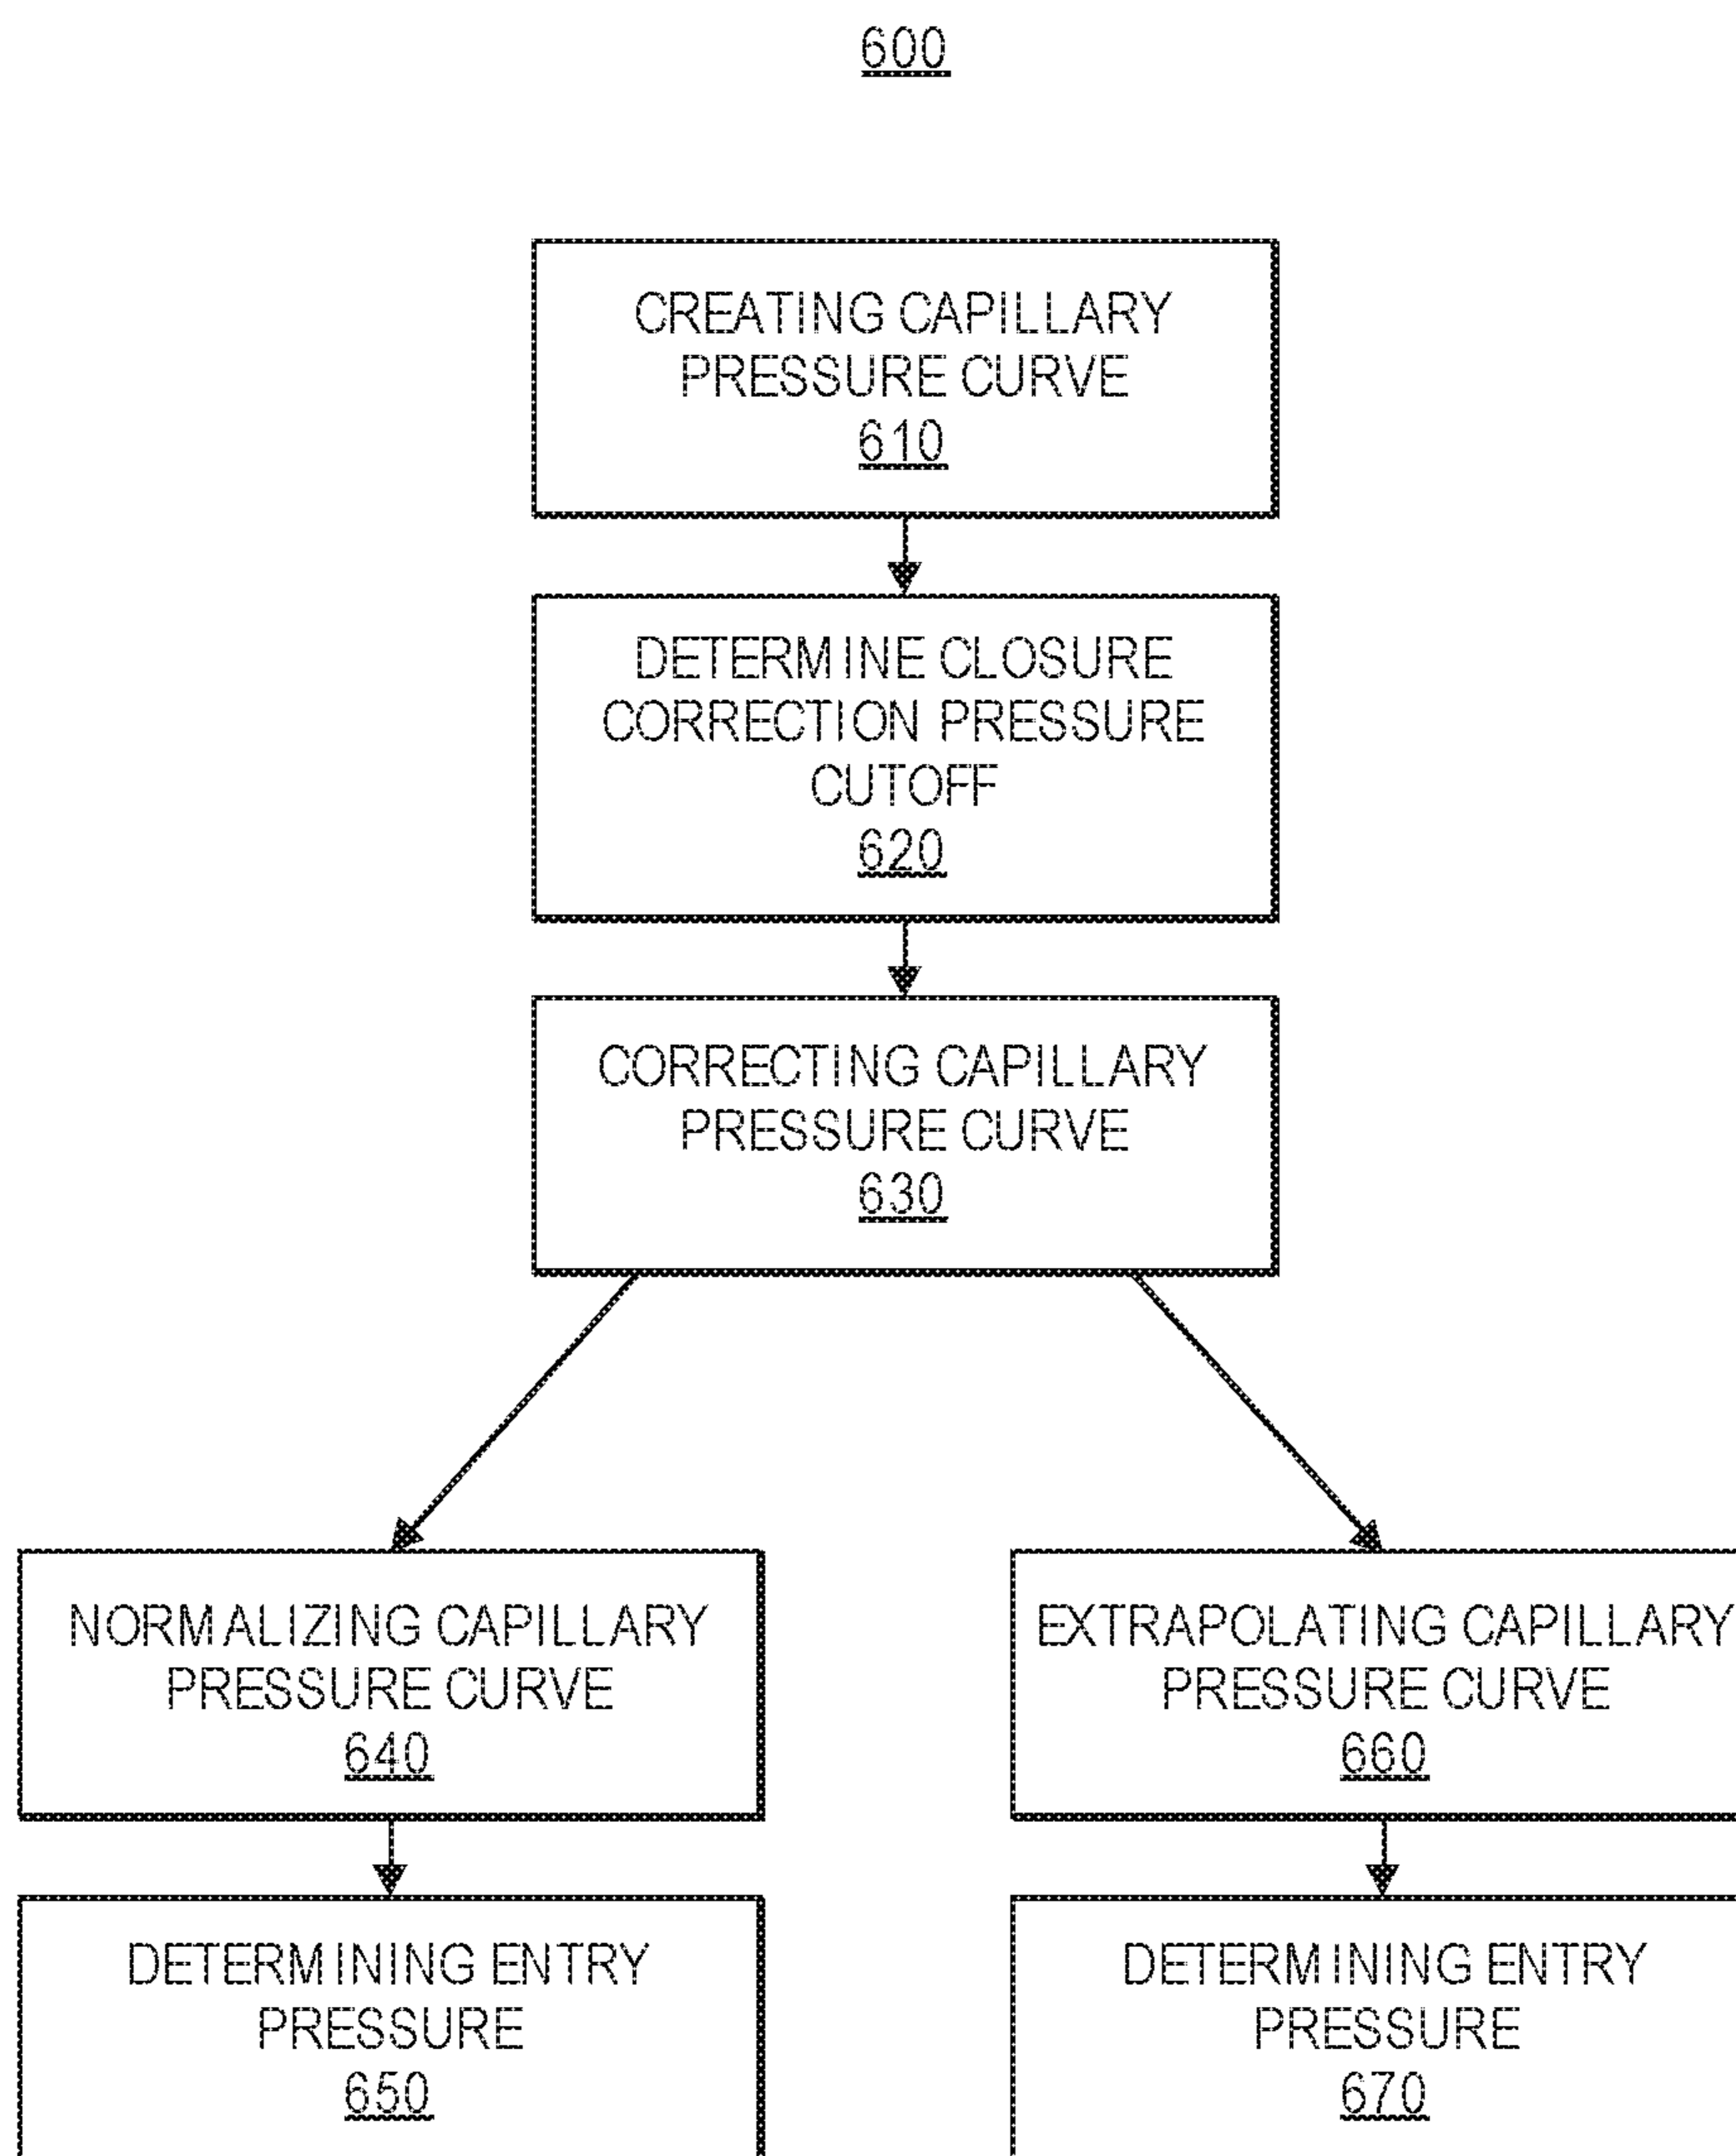 600
CREATING CAPILLARY
PRESSURE CURVE
610
DETERMINE CLOSURE
CORRECTION PRESSURE
CUTOFF
620
CORRECTING CAPILLARY
PRESSURE CURVE
630
NORMALIZING CAPILLARY
PRESSURE CURVE
640
EXTRAPOLATING CAPILLARY
PRESSURE CURVE
660
DETERMINING ENTRY
PRESSURE
650
DETERMINING ENTRY
PRESSURE
670